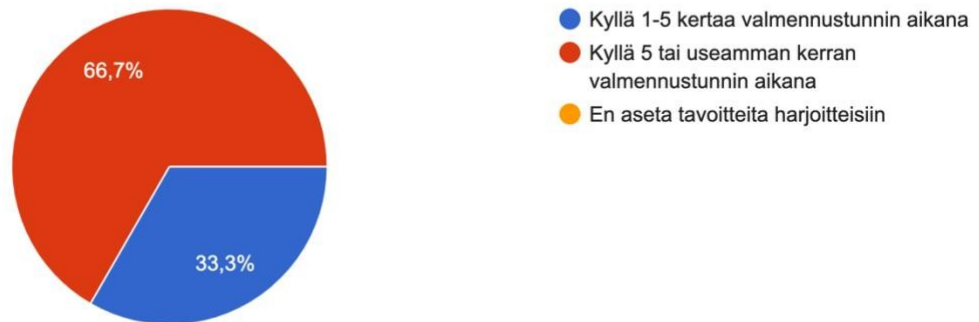 Kyllä 1-5 kertaa valmennustunnin aikana
Kyllä 5 tai useamman kerran
valmennustunnin aikana
En aseta tavoitteita harjoitteisiin
66,7%
33,3%